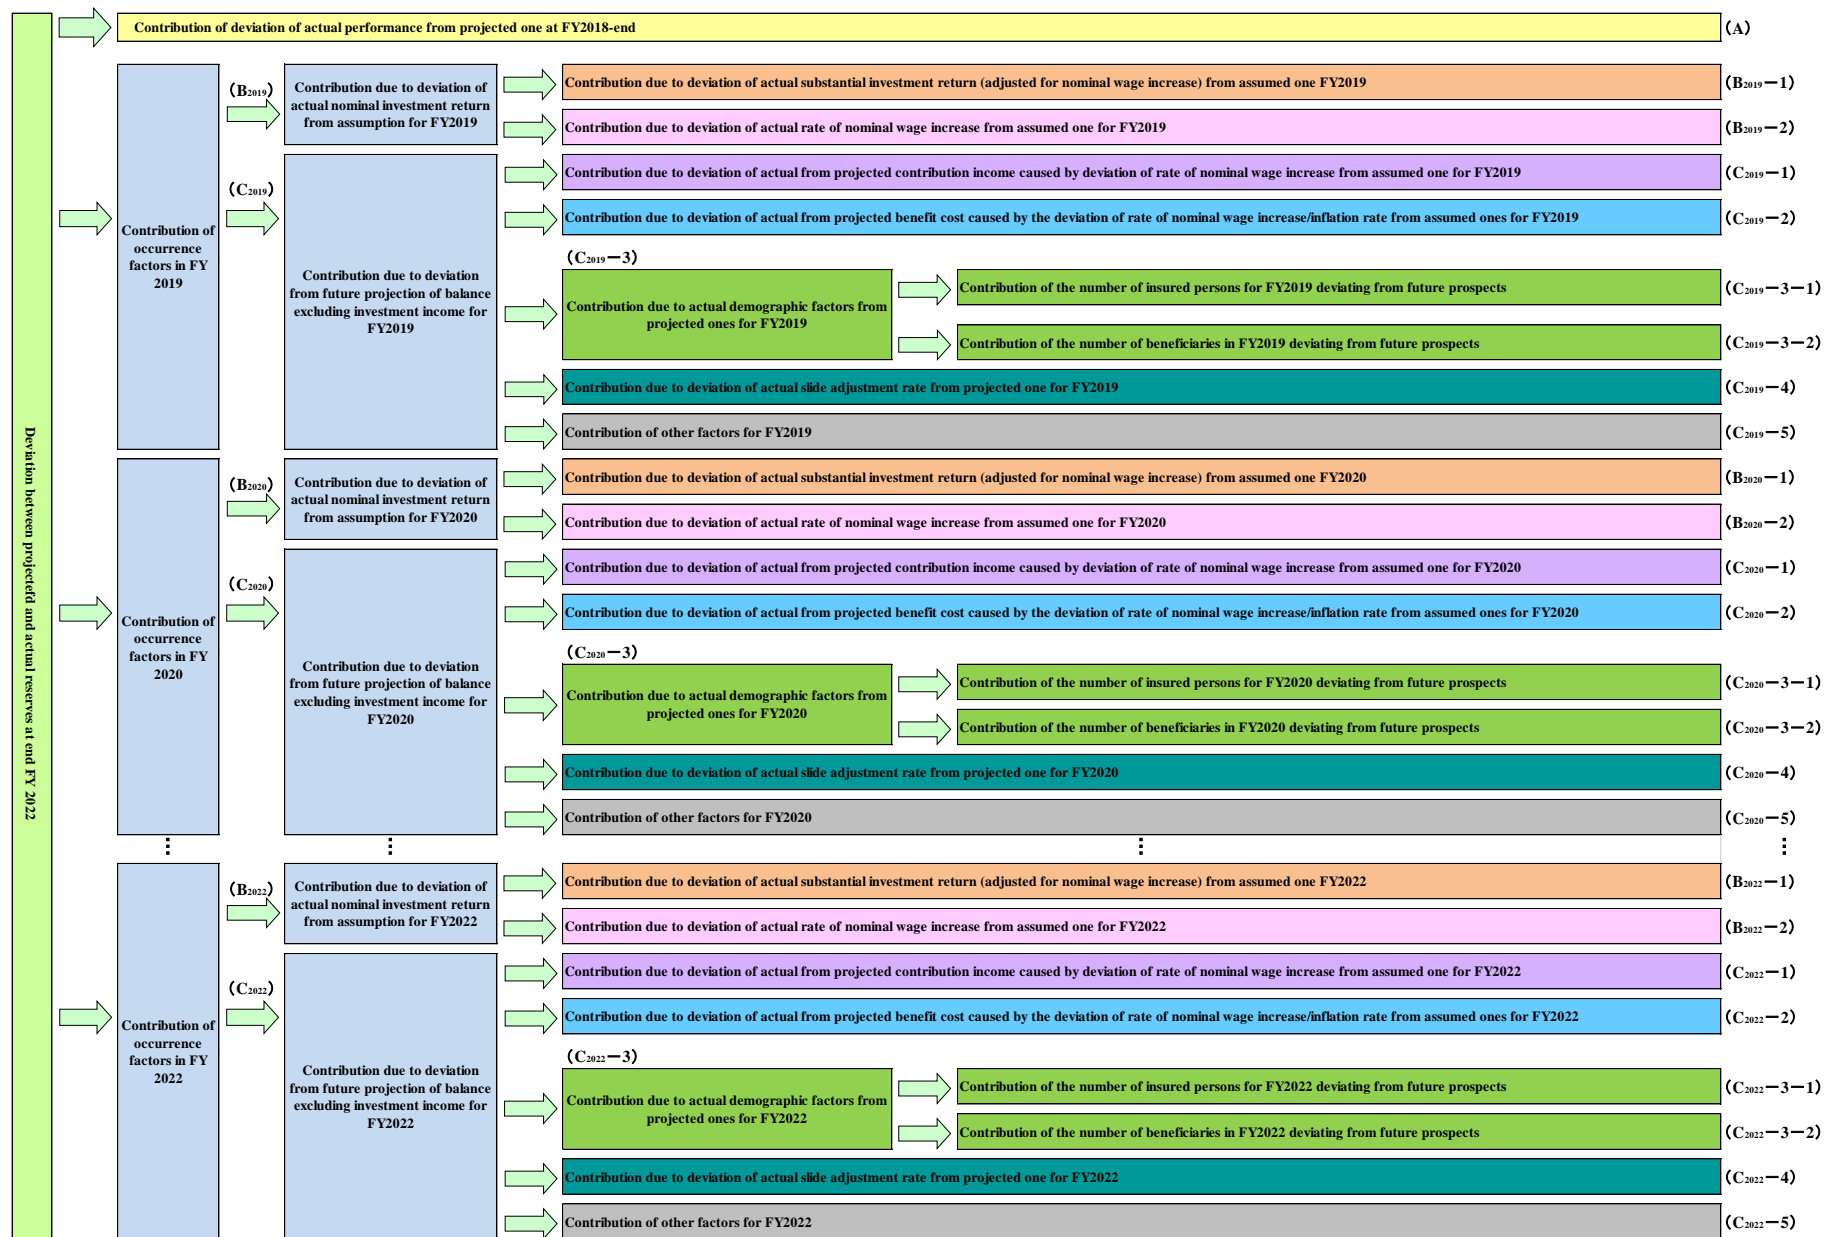 Deviation between projectefd and actual reserves at end FY 2022
Contribution of deviation of actual performance from projected one at FY2018-end
(A)
Contribution of
occurrence
factors in FY
2019
(B2019)
Contribution due to deviation of
actual nominal investment return
from assumption for FY2019
Contribution due to deviation of actual substantial investment return (adjusted for nominal wage increase) from assumed one FY2019
(B2019−1)
Contribution due to deviation of actual rate of nominal wage increase from assumed one for FY2019
(B2019−2)
(C2019)
Contribution due to deviation
from future projection of balance
excluding investment income for
FY2019
Contribution due to deviation of actual from projected contribution income caused by deviation of rate of nominal wage increase from assumed one for FY2019
(C2019−1)
Contribution due to deviation of actual from projected benefit cost caused by the deviation of rate of nominal wage increase/inflation rate from assumed ones for FY2019
(C2019−2)
(C2019−3)
Contribution due to actual demographic factors from
projected ones for FY2019
Contribution of the number of insured persons for FY2019 deviating from future prospects
(C2019−3−1)
Contribution of the number of beneficiaries in FY2019 deviating from future prospects
(C2019−3−2)
Contribution due to deviation of actual slide adjustment rate from projected one for FY2019
(C2019−4)
Contribution of other factors for FY2019
(C2019−5)
Contribution of
occurrence
factors in FY
2020
(B2020)
Contribution due to deviation of
actual nominal investment return
from assumption for FY2020
Contribution due to deviation of actual substantial investment return (adjusted for nominal wage increase) from assumed one FY2020
(B2020−1)
Contribution due to deviation of actual rate of nominal wage increase from assumed one for FY2020
(B2020−2)
(C2020)
Contribution due to deviation
from future projection of balance
excluding investment income for
FY2020
Contribution due to deviation of actual from projected contribution income caused by deviation of rate of nominal wage increase from assumed one for FY2020
(C2020−1)
Contribution due to deviation of actual from projected benefit cost caused by the deviation of rate of nominal wage increase/inflation rate from assumed ones for FY2020
(C2020−2)
(C2020−3)
Contribution due to actual demographic factors from
projected ones for FY2020
Contribution of the number of insured persons for FY2020 deviating from future prospects
(C2020−3−1)
Contribution of the number of beneficiaries in FY2020 deviating from future prospects
(C2020−3−2)
Contribution due to deviation of actual slide adjustment rate from projected one for FY2020
(C2020−4)
Contribution of other factors for FY2020
(C2020−5)
⋮ ⋮ ⋮ ⋮
Contribution of
occurrence
factors in FY
2022
(B2022)
Contribution due to deviation of
actual nominal investment return
from assumption for FY2022
Contribution due to deviation of actual substantial investment return (adjusted for nominal wage increase) from assumed one FY2022
(B2022−1)
Contribution due to deviation of actual rate of nominal wage increase from assumed one for FY2022
(B2022−2)
(C2022)
Contribution due to deviation
from future projection of balance
excluding investment income for
FY2022
Contribution due to deviation of actual from projected contribution income caused by deviation of rate of nominal wage increase from assumed one for FY2022
(C2022−1)
Contribution due to deviation of actual from projected benefit cost caused by the deviation of rate of nominal wage increase/inflation rate from assumed ones for FY2022
(C2022−2)
(C2022−3)
Contribution due to actual demographic factors from
projected ones for FY2022
Contribution of the number of insured persons for FY2022 deviating from future prospects
(C2022−3−1)
Contribution of the number of beneficiaries in FY2022 deviating from future prospects
(C2022−3−2)
Contribution due to deviation of actual slide adjustment rate from projected one for FY2022
(C2022−4)
Contribution of other factors for FY2022
(C2022−5)